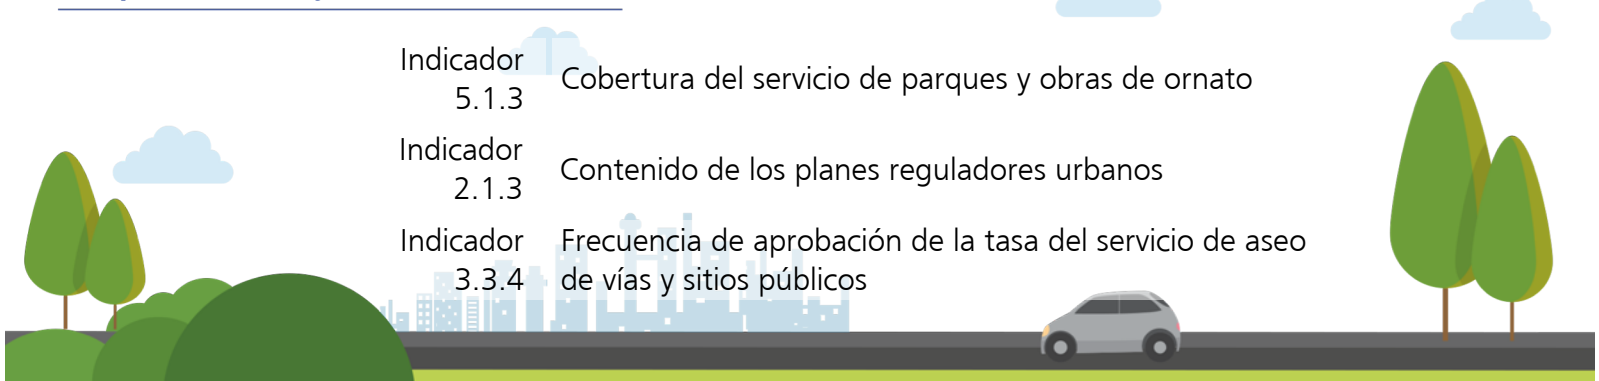 Indicador
5.1.3
Cobertura del servicio de parques y obras de ornato
Indicador
2.1.3
Contenido de los planes reguladores urbanos
Indicador
3.3.4
Frecuencia de aprobación de la tasa del servicio de aseo
de vías y sitios públicos